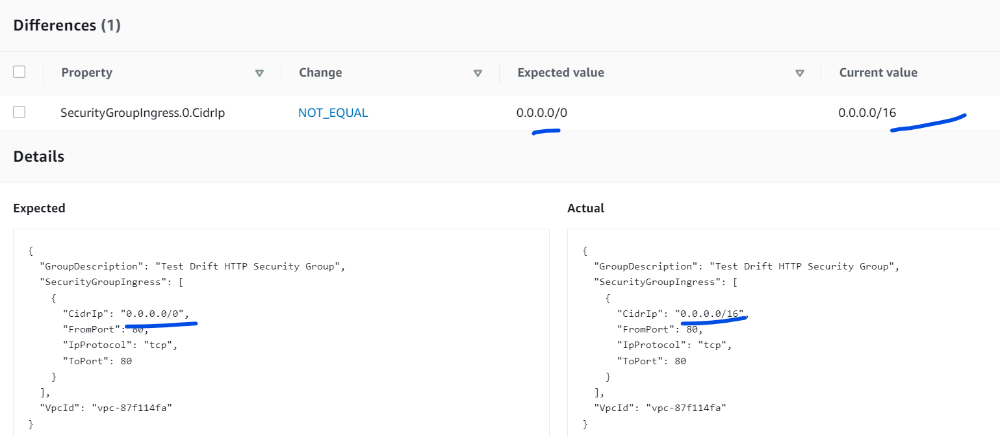 Differences (1)
Property Change Expected value Current value
SecurityGroupIngress.0.CidrIp NOT_EQUAL 0.0.0.0/0 0.0.0.0/16
Details
Expected
{
"GroupDescription": "Test Drift HTTP Security Group",
"SecurityGroupIngress": [
{
"CidrIp": "0.0.0.0/0",
"FromPort": 80,
"IpProtocol": "tcp",
"ToPort": 80
}
],
"VpcId": "vpc-87f114fa"
}
Actual
{
"GroupDescription": "Test Drift HTTP Security Group",
"SecurityGroupIngress": [
{
"CidrIp": "0.0.0.0/16",
"FromPort": 80,
"IpProtocol": "tcp",
"ToPort": 80
}
],
"VpcId": "vpc-87f114fa"
}